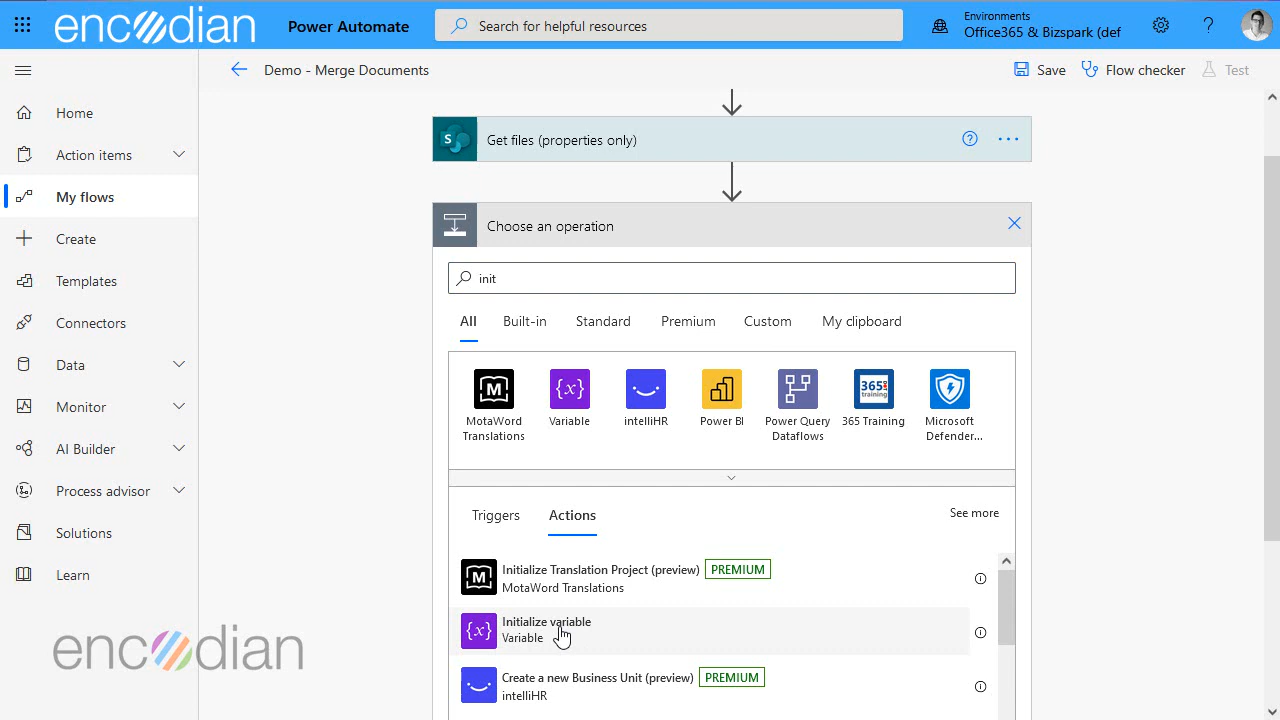 encodian
Power Automate
Search for helpful resources
Environments
Office365 & Bizspark (def
?
Demo - Merge Documents
Save
Flow checker
Test
Home
Action items
My flows
Create
Templates
Connectors
Data
Monitor
AI Builder
Process advisor
Solutions
Learn
encodian
S
Get files (properties only)
?
...
Choose an operation
init
All
Built-in
Standard
Premium
Custom
My clipboard
M
MotaWord
Translations
{x}
Variable
intelliHR
Power BI
Power Query
Dataflows
365
training
365 Training
Microsoft
Defender...
Triggers
Actions
See more
M
Initialize Translation Project (preview) PREMIUM
MotaWord Translations
{x}
Initialize variable
Variable
Create a new Business Unit (preview) PREMIUM
intelliHR